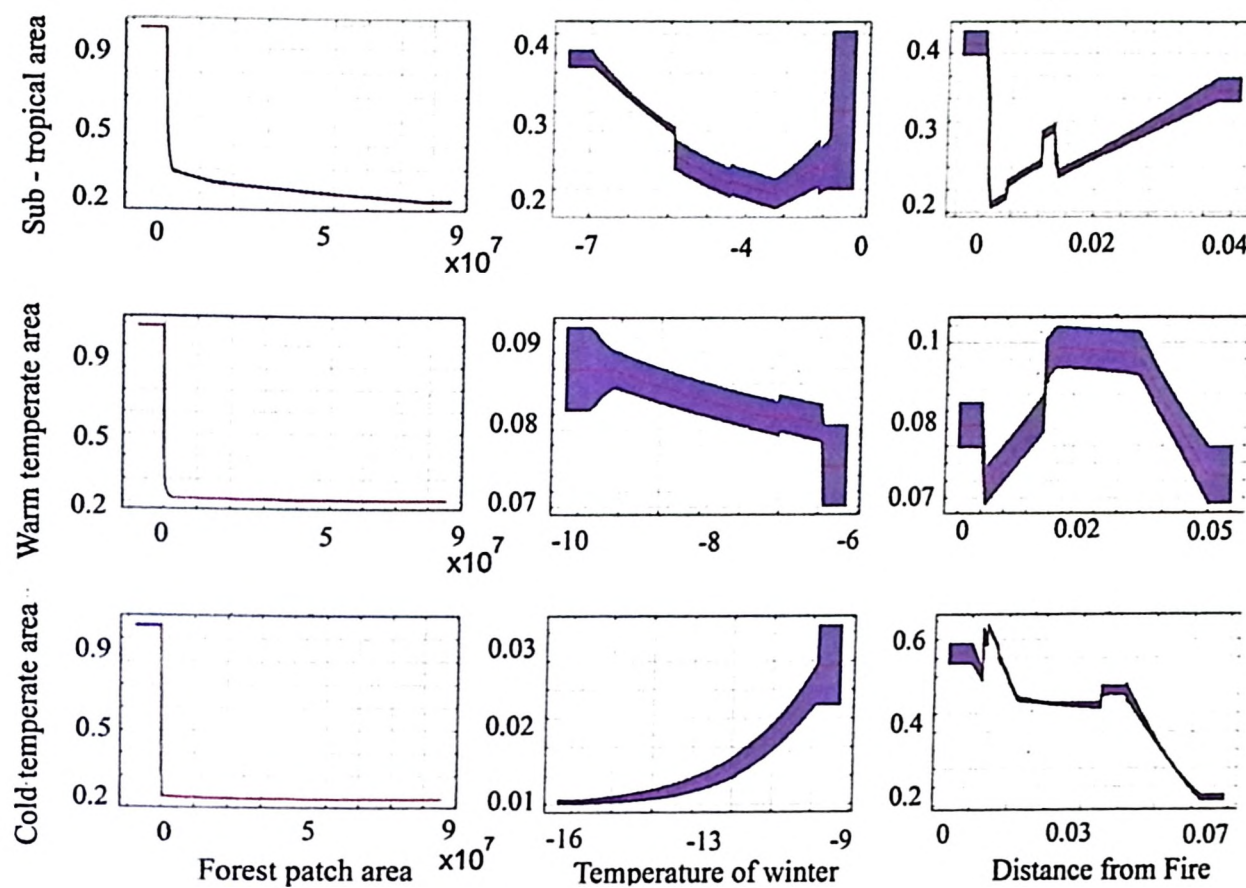 Sub - tropical area
0.9
0.5
0.2
0 5 9
x10^7
0.4
0.3
0.2
-7 -4 0
0.4
0.3
0.2
0 0.02 0.04
Warm temperate area
0.9
0.5
0.2
0 5 9
x10^7
0.09
0.08
0.07
-10 -8 -6
0.1
0.08
0.07
0 0.02 0.05
Cold temperate area
0.9
0.5
0.2
0 5 9
x10^7
Forest patch area
0.03
0.02
0.01
-16 -13 -9
Temperature of winter
0.6
0.4
0.2
0 0.03 0.07
Distance from Fire